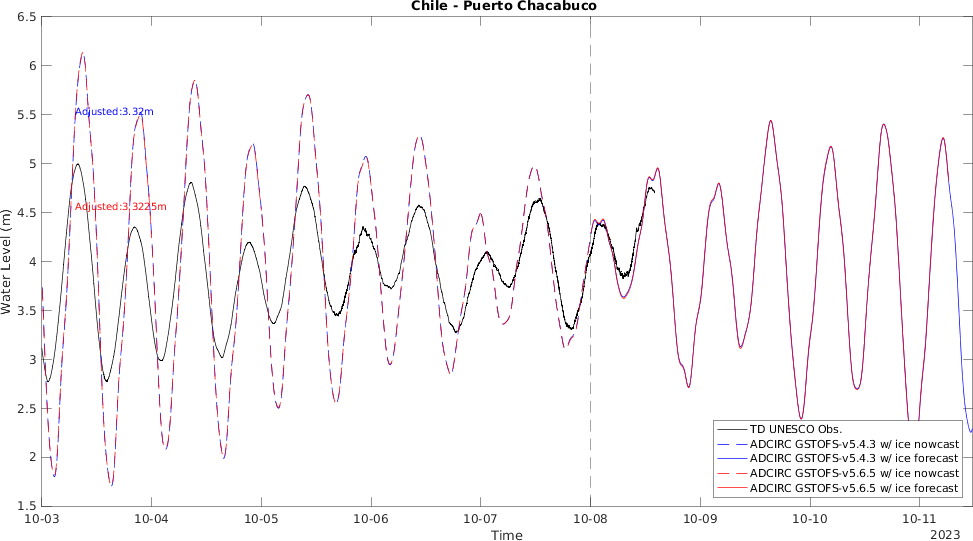 Chile - Puerto Chacabuco
6.5
6
5.5
5
4.5
4
3.5
3
2.5
2
1.5
Water Level (m)
Adjusted:3.32m
Adjusted:3.3225m
TD UNESCO Obs.
ADCIRC GSTOFS-v5.4.3 w/ ice nowcast
ADCIRC GSTOFS-v5.4.3 w/ ice forecast
ADCIRC GSTOFS-v5.6.5 w/ ice nowcast
ADCIRC GSTOFS-v5.6.5 w/ ice forecast
10-03 10-04 10-05 10-06 10-07 10-08 10-09 10-10 10-11
Time
2023